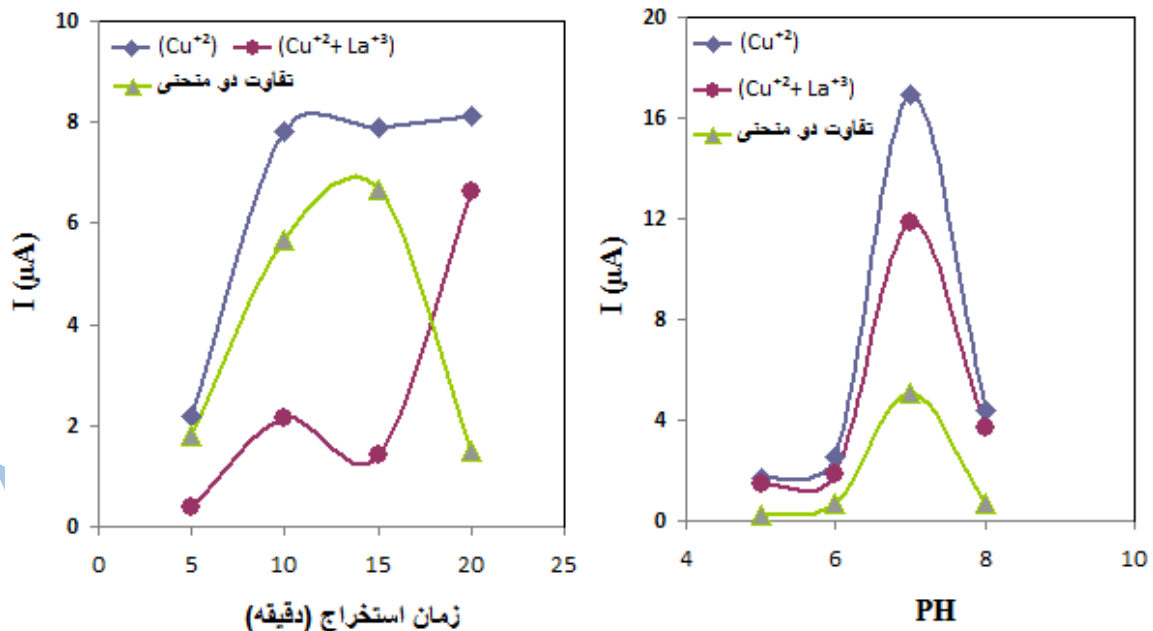 10
8
6
4
2
0
I (µA)
(Cu⁺²) (Cu⁺²+ La⁺³)
تفاوت دو منحنی
0 5 10 15 20 25
زمان استخراج (دقیقه)
20
16
12
8
4
0
I (µA)
(Cu⁺²)
(Cu⁺²+ La⁺³)
تفاوت دو منحنی
4 6 8 10
PH